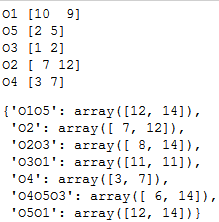 O1 [10  9]
O5 [2 5]
O3 [1 2]
O2 [ 7 12]
O4 [3 7]
{'O1O5': array([12, 14]),
 'O2': array([ 7, 12]),
 'O2O3': array([ 8, 14]),
 'O3O1': array([11, 11]),
 'O4': array([3, 7]),
 'O4O5O3': array([ 6, 14]),
 'O5O1': array([12, 14])}